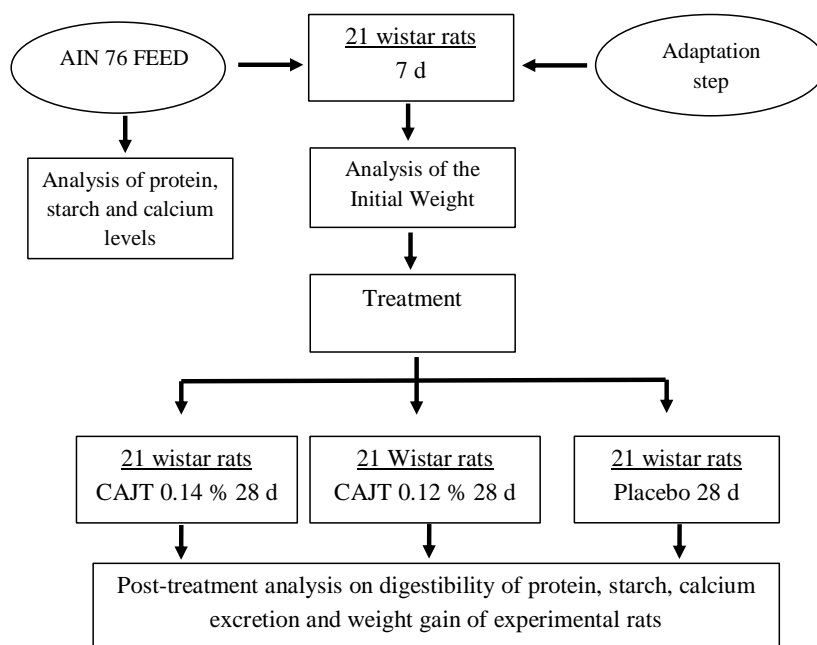 AIN 76 FEED
21 wistar rats
7 d
Adaptation
step
Analysis of protein,
starch and calcium
levels
Analysis of the
Initial Weight
Treatment
21 wistar rats
CAJT 0.14 % 28 d
21 Wistar rats
CAJT 0.12 % 28 d
21 wistar rats
Placebo 28 d
Post-treatment analysis on digestibility of protein, starch, calcium
excretion and weight gain of experimental rats